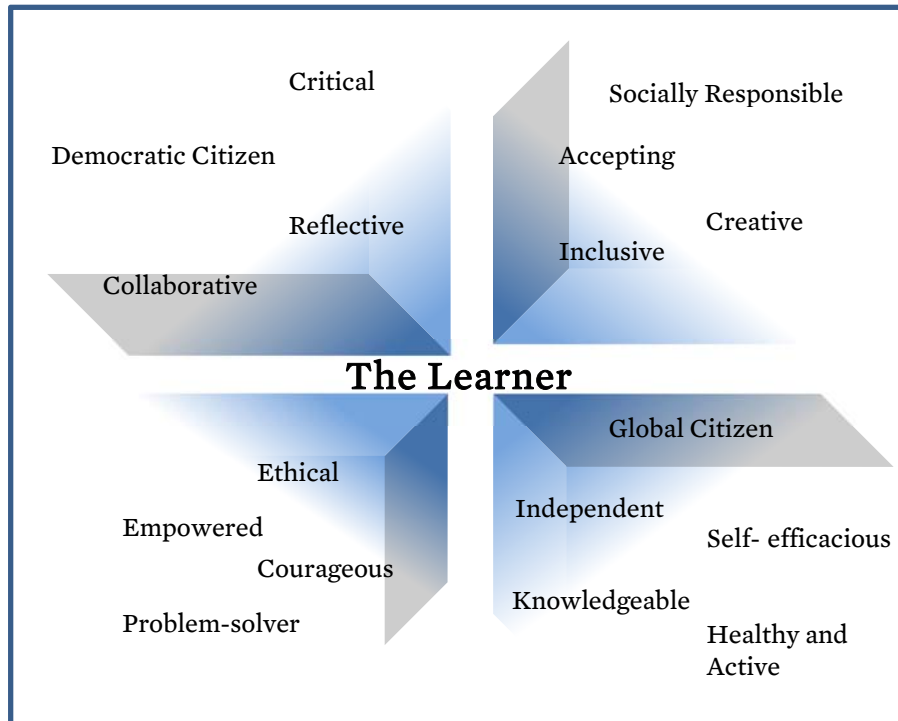 Critical
Socially Responsible
Democratic Citizen
Accepting
Reflective
Creative
Inclusive
Collaborative
The Learner
Global Citizen
Ethical
Independent
Empowered
Self- efficacious
Courageous
Knowledgeable
Problem-solver
Healthy and
Active